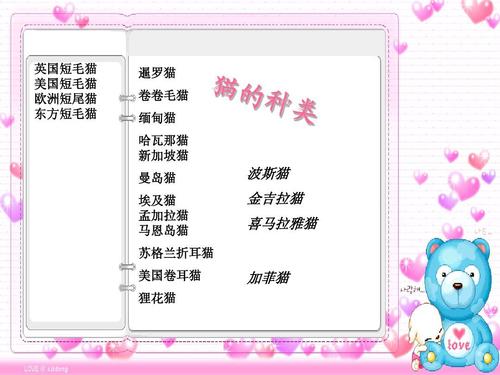 英国短毛猫
美国短毛猫
欧洲短尾猫
东方短毛猫
猫的种类
暹罗猫
卷卷毛猫
缅甸猫
哈瓦那猫
新加坡猫
曼岛猫
埃及猫
孟加拉猫
马恩岛猫
苏格兰折耳猫
美国卷耳猫
狸花猫
波斯猫
金吉拉猫
喜马拉雅猫
加菲猫
사랑해..
love